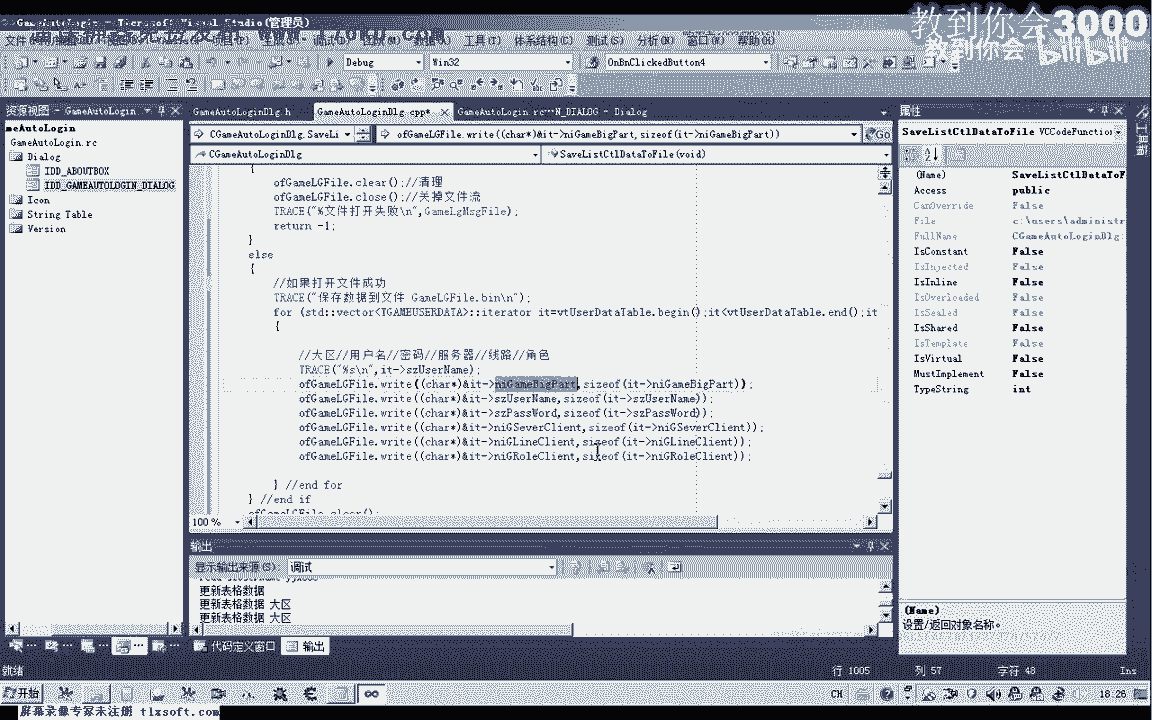 GameAutoLogin - Microsoft Visual Studio(管理员)
教到你会3000
教到你会 bilibili
工具(T) 体系结构(C) 测试(S) 分析(N) 窗口(W) 帮助(H)
Debug Win32 OnBnClickedButton4
资源视图 - GameAutoLogin
GameAutoLoginDlg.h GameAutoLoginDlg.cpp* GameAutoLogin.rc N_DIALOG - Dialog
属性
meAutoLogin
GameAutoLogin.rc
Dialog
IDD_ABOUTBOX
IDD_GAMEAUTOLOGIN_DIALOG
Icon
String Table
Version
CGameAutoLoginDlg.SaveLi ofGameLGFile.write((char*)&it->niGameBigPart,sizeof(it->niGameBigPart)) Go
CGameAutoLoginDlg SaveListCtlDataToFile(void)
{
ofGameLGFile.clear();//清理
ofGameLGFile.close();//关掉文件流
TRACE("%文件打开失败\n",GameLgMsgFile);
return -1;
}
else
{
//如果打开文件成功
TRACE("保存数据到文件 GameLGFile.bin\n");
for (std::vector<TGAMEUSERDATA>::iterator it=vtUserDataTable.begin();it<vtUserDataTable.end();it
{
//大区//用户名//密码//服务器//线路//角色
TRACE("%s\n",it->szUserName);
ofGameLGFile.write((char*)&it->niGameBigPart,sizeof(it->niGameBigPart));
ofGameLGFile.write((char*)&it->szUserName,sizeof(it->szUserName));
ofGameLGFile.write((char*)&it->szPassWord,sizeof(it->szPassWord));
ofGameLGFile.write((char*)&it->niGSeverClient,sizeof(it->niGSeverClient));
ofGameLGFile.write((char*)&it->niGLineClient,sizeof(it->niGLineClient));
ofGameLGFile.write((char*)&it->niGRoleClient,sizeof(it->niGRoleClient));
} //end for
} //end if
ofGameLGFile.clear();
100 %
SaveListCtlDataToFile VCCodeFunction
(Name) SaveListCtlDataToF
Access public
CanOverride False
File c:\users\administr
FullName CGameAutoLoginDlg:
IsConstant False
IsInjected False
IsInline False
IsOverloaded False
IsSealed False
IsShared False
IsTemplate False
IsVirtual False
MustImplement False
TypeString int
(Name)
设置/返回对象名称。
工具箱
输出
显示输出来源(S): 调试
更新表格数据
更新表格数据 大区
更新表格数据 大区
代码定义窗口 输出
就绪 行 1005 列 57 字符 48 Ins
开始 CH 18:26
屏幕录像专家未注册 tlxsoft.com